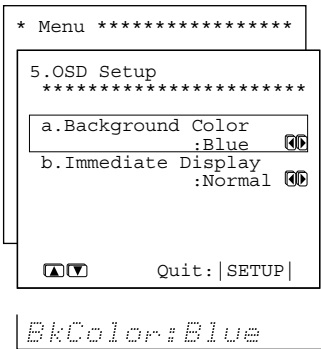 * Menu *****************
5.OSD Setup
************************
a.Background Color
:Blue
b.Immediate Display
:Normal
Quit:|SETUP|
BkColor:Blue